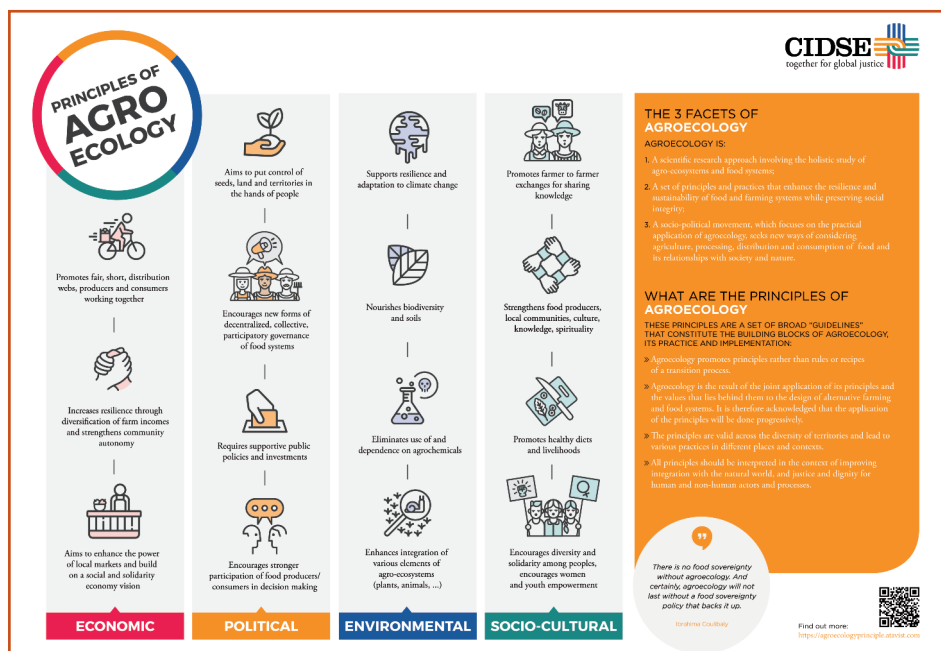 PRINCIPLES OF
AGRO
ECOLOGY
CIDSE
together for global justice
Promotes fair, short, distribution
webs, producers and consumers
working together
Increases resilience through
diversification of farm incomes
and strengthens community
autonomy
Aims to enhance the power
of local markets and build
on a social and solidarity
economy vision
ECONOMIC
Aims to put control of
seeds, land and territories in
the hands of people
Encourages new forms of
decentralized, collective,
participatory governance
of food systems
Requires supportive public
policies and investments
Encourages stronger
participation of food producers/
consumers in decision making
POLITICAL
Supports resilience and
adaptation to climate change
Nourishes biodiversity
and soils
Eliminates use of and
dependence on agrochemicals
Enhances integration of
various elements of
agro-ecosystems
(plants, animals, ...)
ENVIRONMENTAL
Promotes farmer to farmer
exchanges for sharing
knowledge
Strengthens food producers,
local communities, culture,
knowledge, spirituality
Promotes healthy diets
and livelihoods
Encourages diversity and
solidarity among peoples,
encourages women
and youth empowerment
SOCIO-CULTURAL
THE 3 FACETS OF
AGROECOLOGY
AGROECOLOGY IS:
1. A scientific research approach involving the holistic study of
agro-ecosystems and food systems;
2. A set of principles and practices that enhance the resilience and
sustainability of food and farming systems while preserving social
integrity;
3. A socio-political movement, which focuses on the practical
application of agroecology, seeks new ways of considering
agriculture, processing, distribution and consumption of food and
its relationships with society and nature.
WHAT ARE THE PRINCIPLES OF
AGROECOLOGY
THESE PRINCIPLES ARE A SET OF BROAD "GUIDELINES"
THAT CONSTITUTE THE BUILDING BLOCKS OF AGROECOLOGY,
ITS PRACTICE AND IMPLEMENTATION:
» Agroecology promotes principles rather than rules or recipes
of a transition process.
» Agroecology is the result of the joint application of its principles and
the values that lies behind them to the design of alternative farming
and food systems. It is therefore acknowledged that the application
of the principles will be done progressively.
» The principles are valid across the diversity of territories and lead to
various practices in different places and contexts.
» All principles should be interpreted in the context of improving
integration with the natural world, and justice and dignity for
human and non-human actors and processes.
There is no food sovereignty
without agroecology. And
certainly, agroecology will not
last without a food sovereignty
policy that backs it up.
Ibrahima Coulibaly
Find out more:
https://agroecologyprinciple.atavist.com